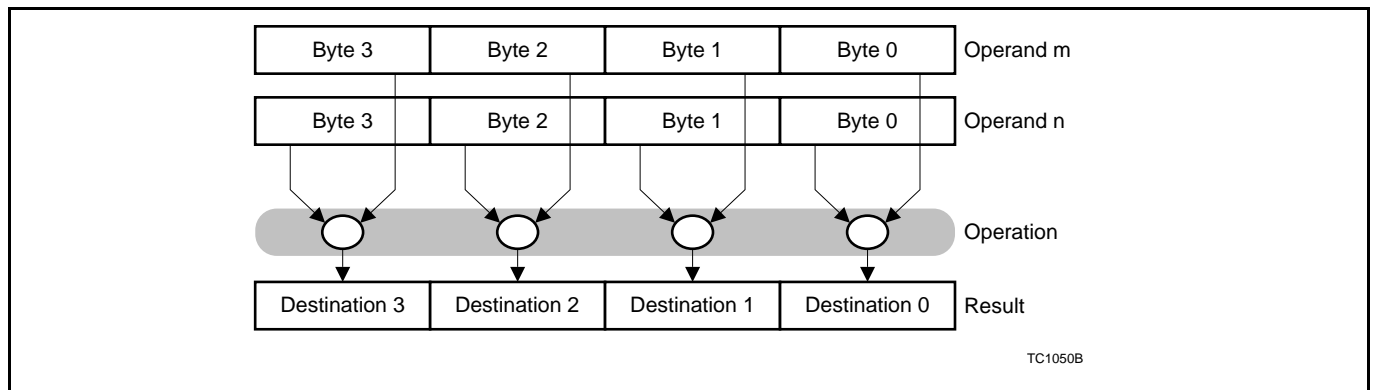 Byte 3 Byte 2 Byte 1 Byte 0 Operand m
Byte 3 Byte 2 Byte 1 Byte 0 Operand n
Operation
Destination 3 Destination 2 Destination 1 Destination 0 Result
TC1050B